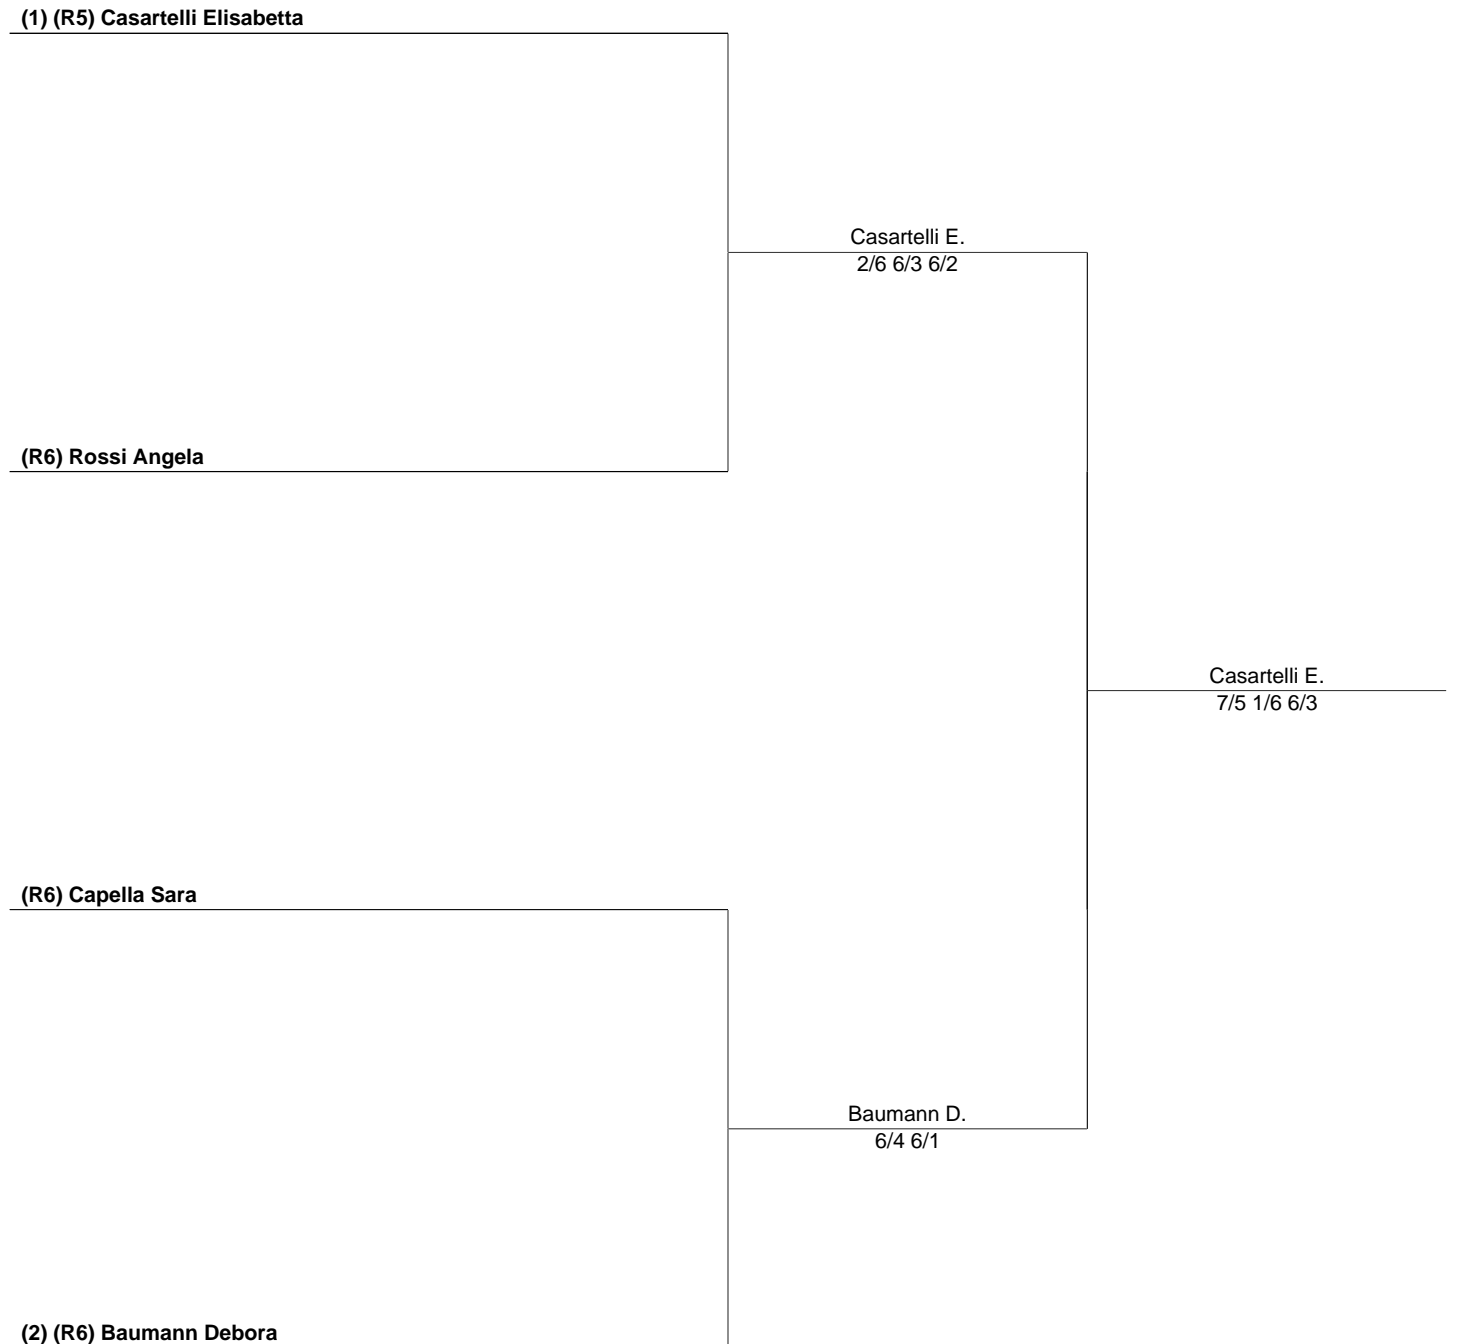 (1) (R5) Casartelli Elisabetta
Casartelli E.
2/6 6/3 6/2
(R6) Rossi Angela
Casartelli E.
7/5 1/6 6/3
(R6) Capella Sara
Baumann D.
6/4 6/1
(2) (R6) Baumann Debora